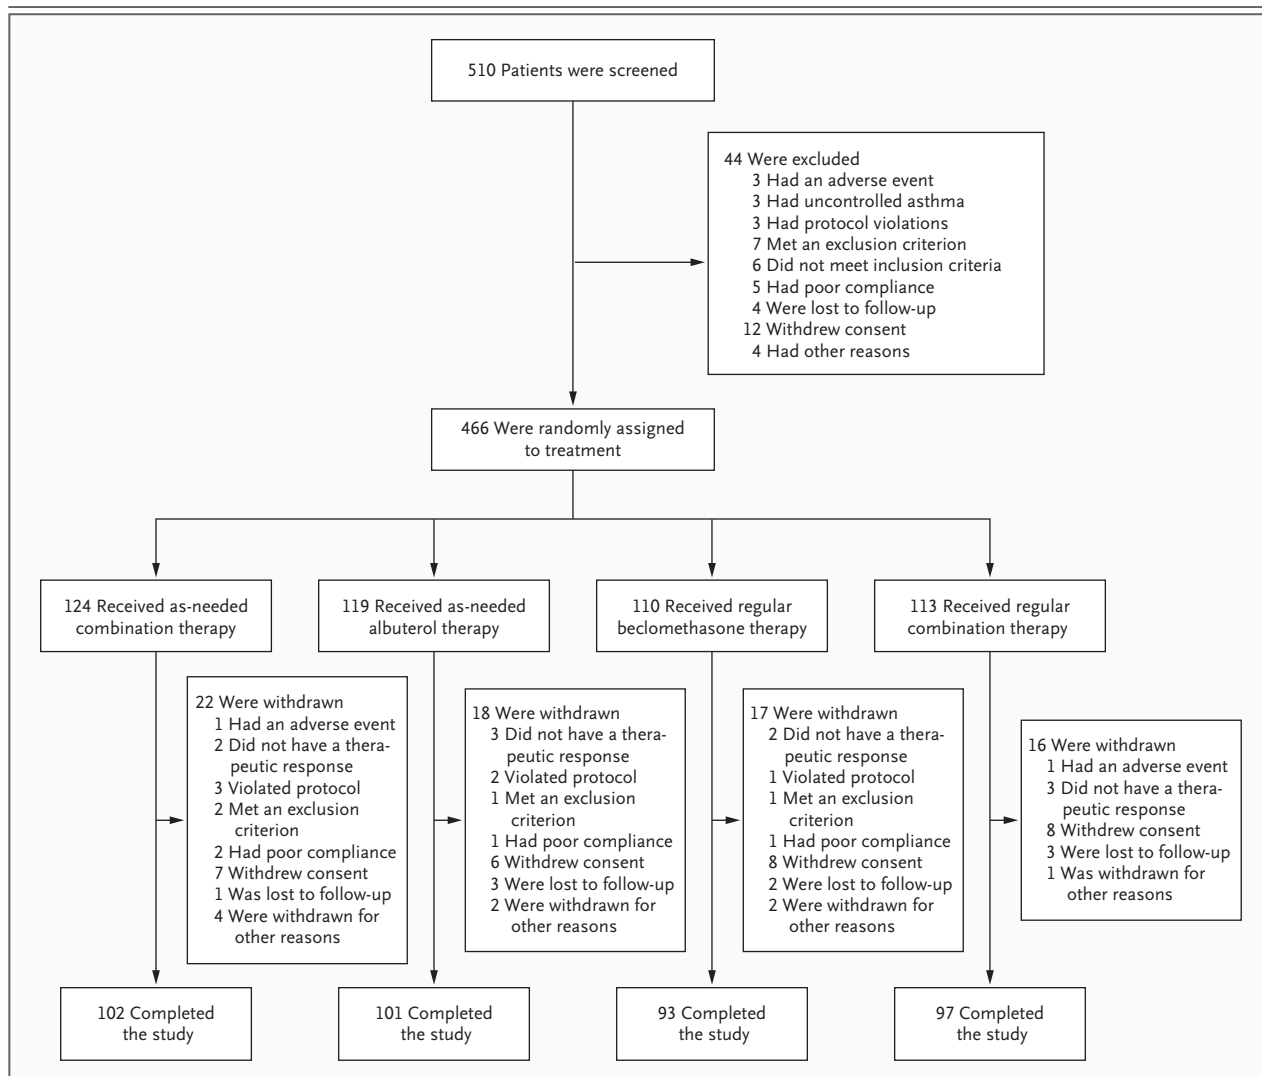 510 Patients were screened
44 Were excluded
3 Had an adverse event
3 Had uncontrolled asthma
3 Had protocol violations
7 Met an exclusion criterion
6 Did not meet inclusion criteria
5 Had poor compliance
4 Were lost to follow-up
12 Withdrew consent
4 Had other reasons
466 Were randomly assigned
to treatment
124 Received as-needed
combination therapy
119 Received as-needed
albuterol therapy
110 Received regular
beclomethasone therapy
113 Received regular
combination therapy
22 Were withdrawn
1 Had an adverse event
2 Did not have a thera-
peutic response
3 Violated protocol
2 Met an exclusion
criterion
2 Had poor compliance
7 Withdrew consent
1 Was lost to follow-up
4 Were withdrawn for
other reasons
18 Were withdrawn
3 Did not have a thera-
peutic response
2 Violated protocol
1 Met an exclusion
criterion
1 Had poor compliance
6 Withdrew consent
3 Were lost to follow-up
2 Were withdrawn for
other reasons
17 Were withdrawn
2 Did not have a thera-
peutic response
1 Violated protocol
1 Met an exclusion
criterion
1 Had poor compliance
8 Withdrew consent
2 Were lost to follow-up
2 Were withdrawn for
other reasons
16 Were withdrawn
1 Had an adverse event
3 Did not have a thera-
peutic response
8 Withdrew consent
3 Were lost to follow-up
1 Was withdrawn for
other reasons
102 Completed
the study
101 Completed
the study
93 Completed
the study
97 Completed
the study